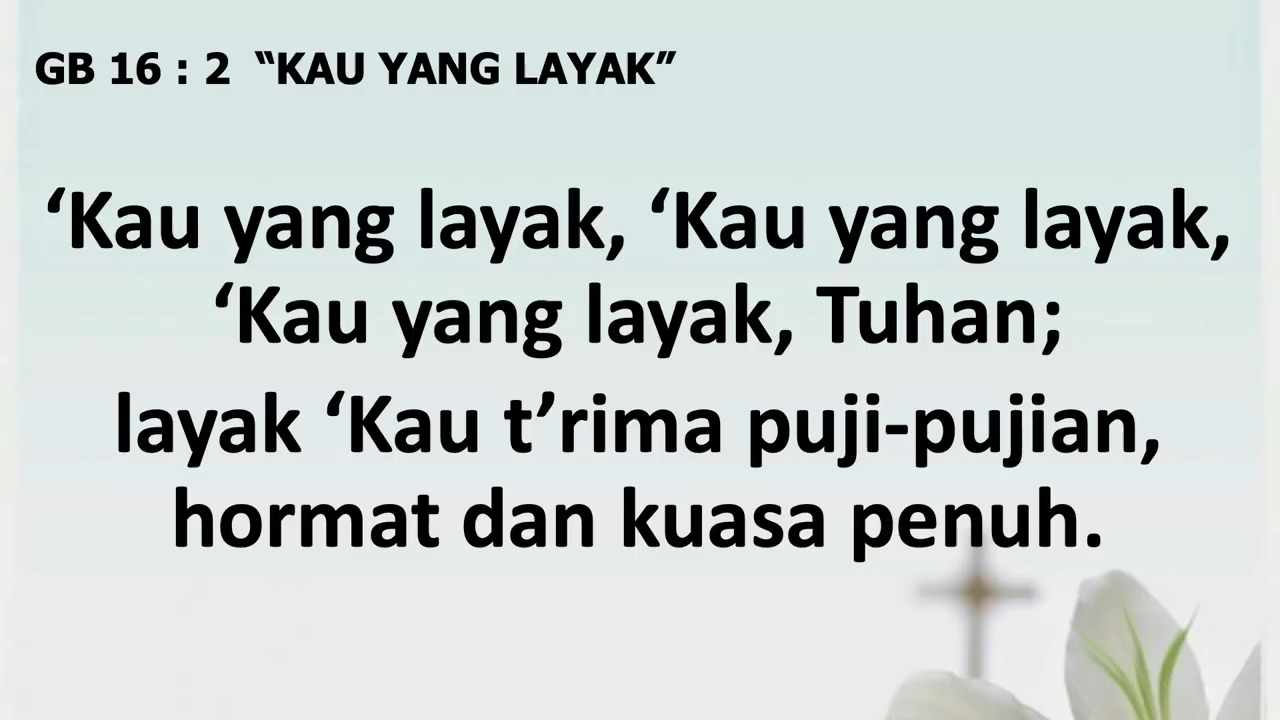 GB 16 : 2 “KAU YANG LAYAK”
‘Kau yang layak, ‘Kau yang layak,
‘Kau yang layak, Tuhan;
layak ‘Kau t’rima puji-pujian,
hormat dan kuasa penuh.